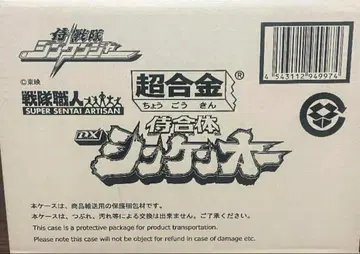 侍戦隊
シンケンジャー
©東映
戦隊職人
SUPER SENTAI ARTISAN
超合金®
ちょうごうきん
侍合体
DX シンケンオー
4 543112 949974
本ケースは、商品輸送用の保護梱包材です。
本ケースは、つぶれ、汚れ等による交換は出来ません。ご了承ください。
This case is a protective package for product transportation.
Please note this case will not be object for refund in case of damage etc.